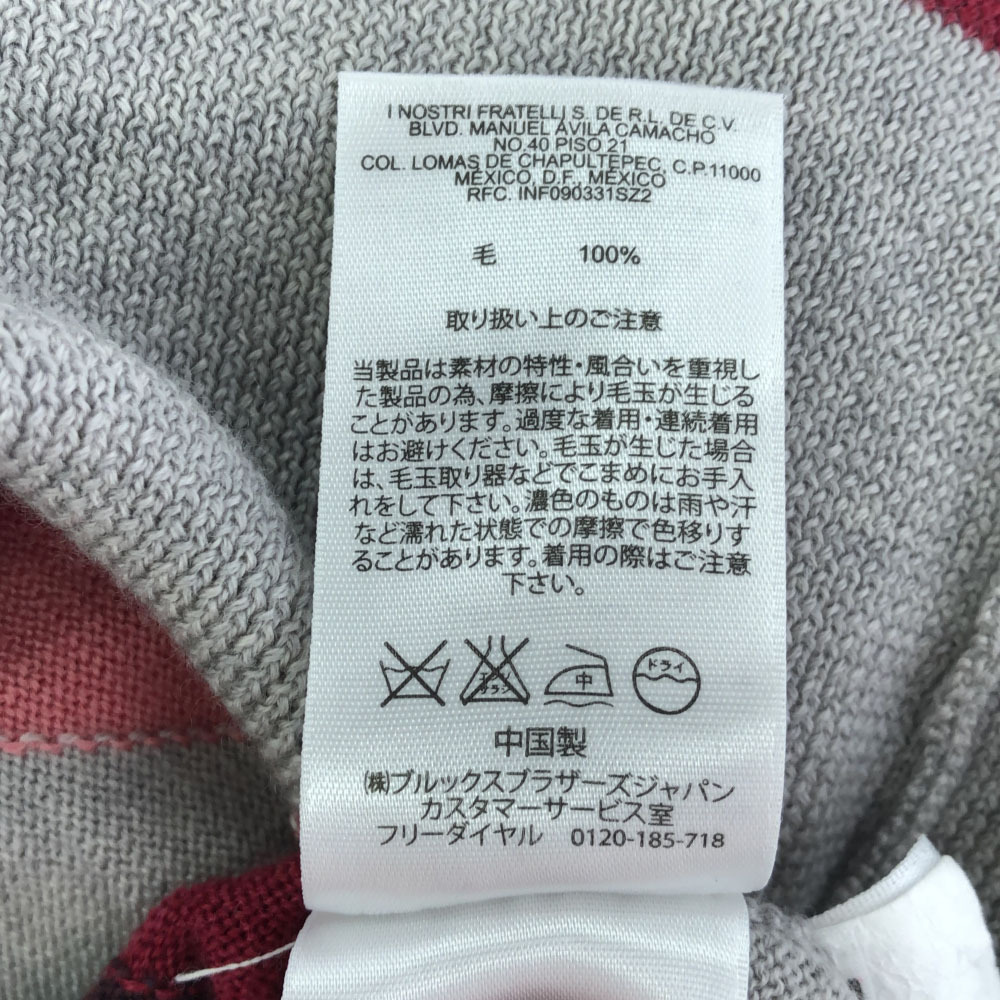 I NOSTRI FRATELLI S. DE R.L. DE C.V.
BLVD. MANUEL AVILA CAMACHO
NO.40 PISO 21
COL. LOMAS DE CHAPULTEPEC, C.P.11000
MÉXICO, D.F., MÉXICO
RFC. INF090331SZ2
毛 100%
取り扱い上のご注意
当製品は素材の特性・風合いを重視し
た製品の為、摩擦により毛玉が生じる
ことがあります。過度な着用・連続着用
はお避けください。毛玉が生じた場合
は、毛玉取り器などでこまめにお手入
れをして下さい。濃色のものは雨や汗
など濡れた状態での摩擦で色移りす
ることがあります。着用の際はご注意
下さい。
中 ドライ
中国製
㈱ブルックスブラザーズジャパン
カスタマーサービス室
フリーダイヤル 0120-185-718